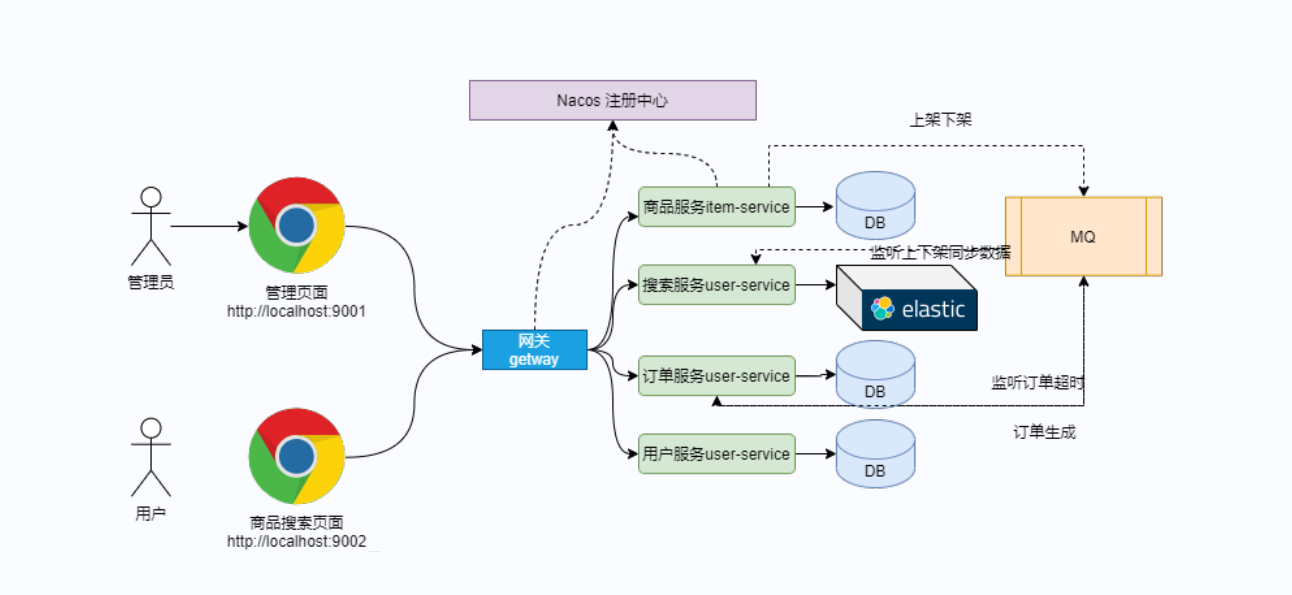 Nacos 注册中心
上架下架
商品服务item-service
DB
MQ
管理员
管理页面
http://localhost:9001
监听上下架同步数据
搜索服务user-service
elastic
网关
getway
订单服务user-service
DB
监听订单超时
订单生成
用户服务user-service
DB
用户
商品搜索页面
http://localhost:9002